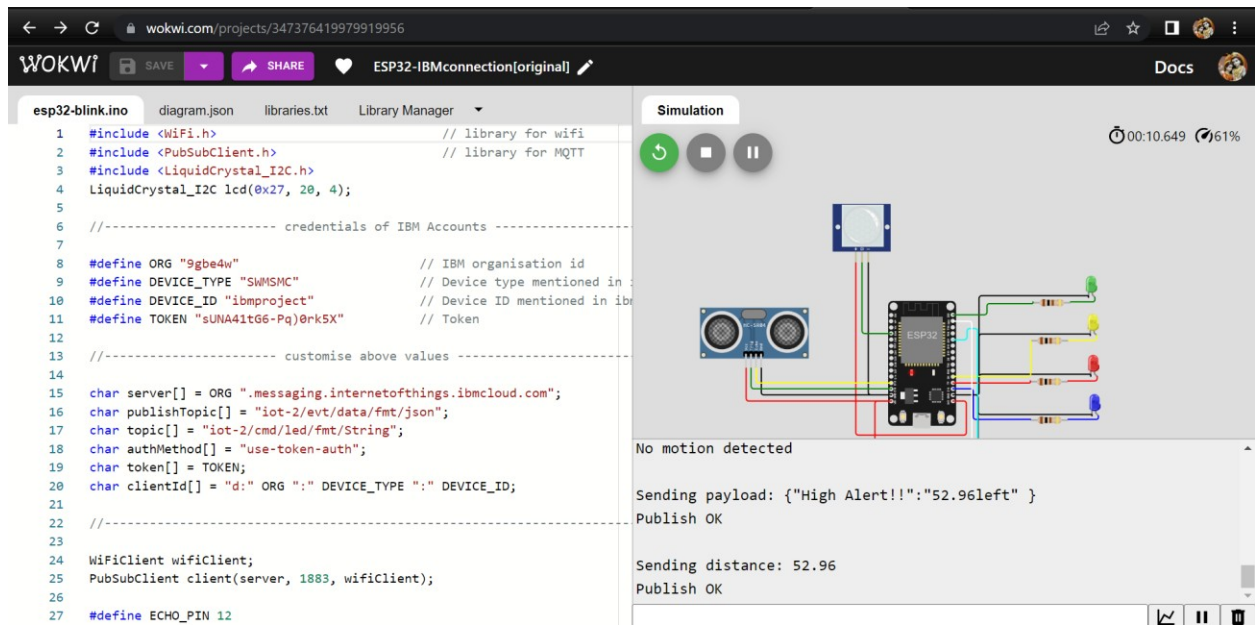 wokwi.com/projects/347376419979919956
WOKWI SAVE SHARE ESP32-IBMconnection[original] Docs
esp32-blink.ino diagram.json libraries.txt Library Manager
1 #include <WiFi.h> // library for wifi
2 #include <PubSubClient.h> // library for MQTT
3 #include <LiquidCrystal_I2C.h>
4 LiquidCrystal_I2C lcd(0x27, 20, 4);
5
6 //----------------------- credentials of IBM Accounts ------------------
7
8 #define ORG "9gbe4w" // IBM organisation id
9 #define DEVICE_TYPE "SWMSMC" // Device type mentioned in
10 #define DEVICE_ID "ibmproject" // Device ID mentioned in ibm
11 #define TOKEN "sUNA41tG6-Pq)0rk5X" // Token
12
13 //----------------------- customise above values -----------------------
14
15 char server[] = ORG ".messaging.internetofthings.ibmcloud.com";
16 char publishTopic[] = "iot-2/evt/data/fmt/json";
17 char topic[] = "iot-2/cmd/led/fmt/String";
18 char authMethod[] = "use-token-auth";
19 char token[] = TOKEN;
20 char clientId[] = "d:" ORG ":" DEVICE_TYPE ":" DEVICE_ID;
21
22 //-----------------------------------------------------------------------
23
24 WiFiClient wifiClient;
25 PubSubClient client(server, 1883, wifiClient);
26
27 #define ECHO_PIN 12
Simulation
00:10.649 61%
HC-SR04
ESP32
No motion detected
Sending payload: {"High Alert!!":"52.96left" }
Publish OK
Sending distance: 52.96
Publish OK